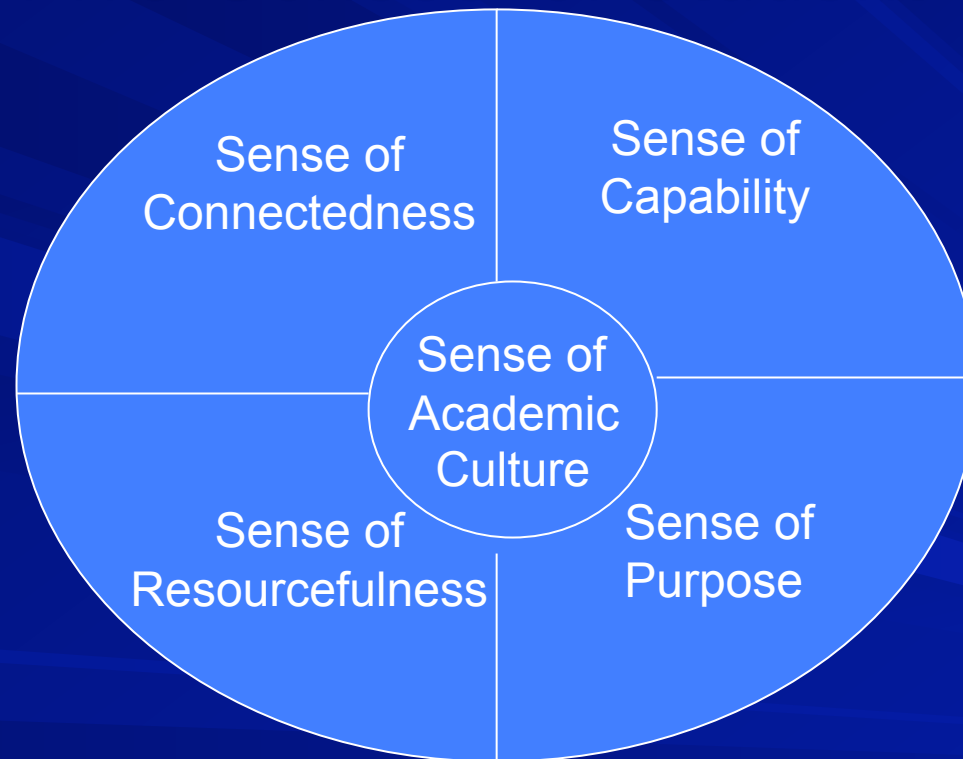 Sense of
Connectedness
Sense of
Capability
Sense of
Academic
Culture
Sense of
Resourcefulness
Sense of
Purpose